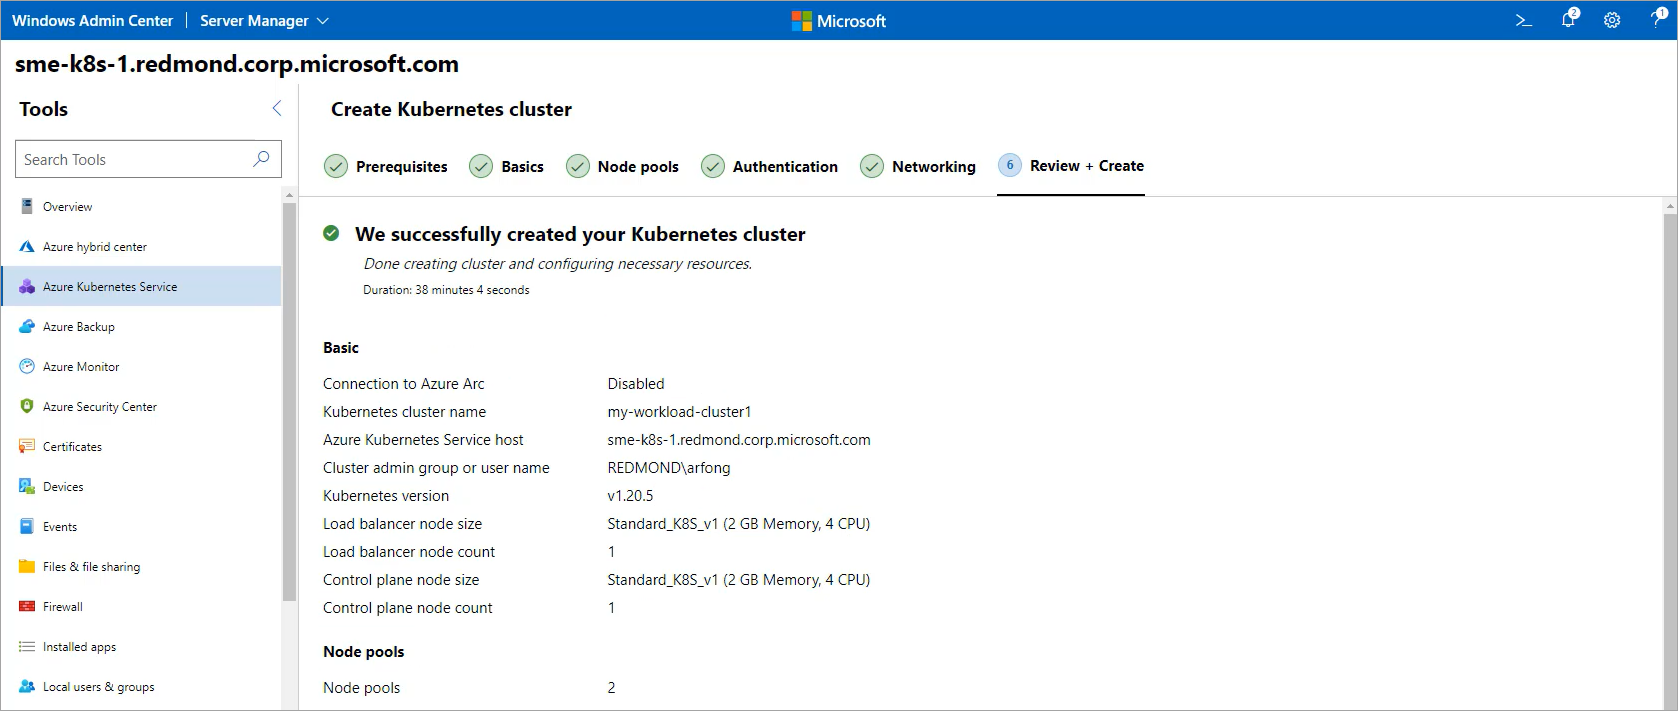 Windows Admin Center | Server Manager
Microsoft
2
1
sme-k8s-1.redmond.corp.microsoft.com
Tools
Search Tools
Overview
Azure hybrid center
Azure Kubernetes Service
Azure Backup
Azure Monitor
Azure Security Center
Certificates
Devices
Events
Files & file sharing
Firewall
Installed apps
Local users & groups
Create Kubernetes cluster
Prerequisites Basics Node pools Authentication Networking 6 Review + Create
We successfully created your Kubernetes cluster
Done creating cluster and configuring necessary resources.
Duration: 38 minutes 4 seconds
Basic
Connection to Azure Arc Disabled
Kubernetes cluster name my-workload-cluster1
Azure Kubernetes Service host sme-k8s-1.redmond.corp.microsoft.com
Cluster admin group or user name REDMOND\arfong
Kubernetes version v1.20.5
Load balancer node size Standard_K8S_v1 (2 GB Memory, 4 CPU)
Load balancer node count 1
Control plane node size Standard_K8S_v1 (2 GB Memory, 4 CPU)
Control plane node count 1
Node pools
Node pools 2